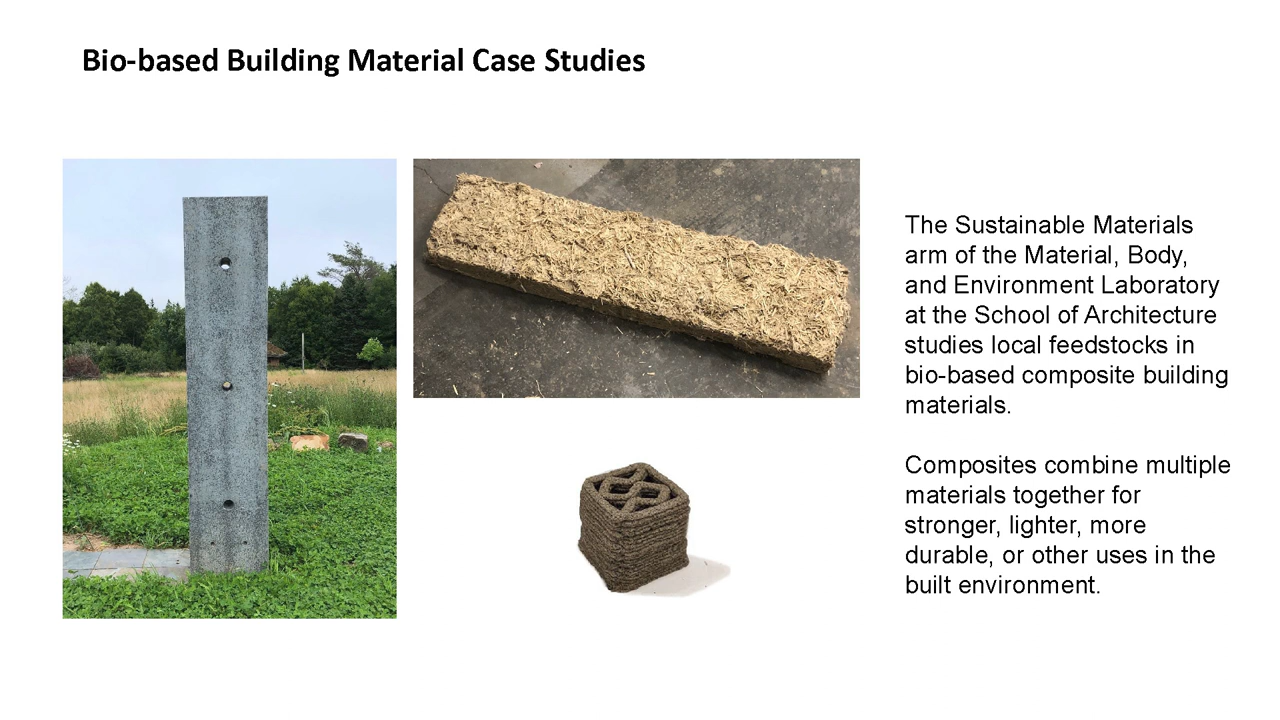 Bio-based Building Material Case Studies
The Sustainable Materials
arm of the Material, Body,
and Environment Laboratory
at the School of Architecture
studies local feedstocks in
bio-based composite building
materials.
Composites combine multiple
materials together for
stronger, lighter, more
durable, or other uses in the
built environment.